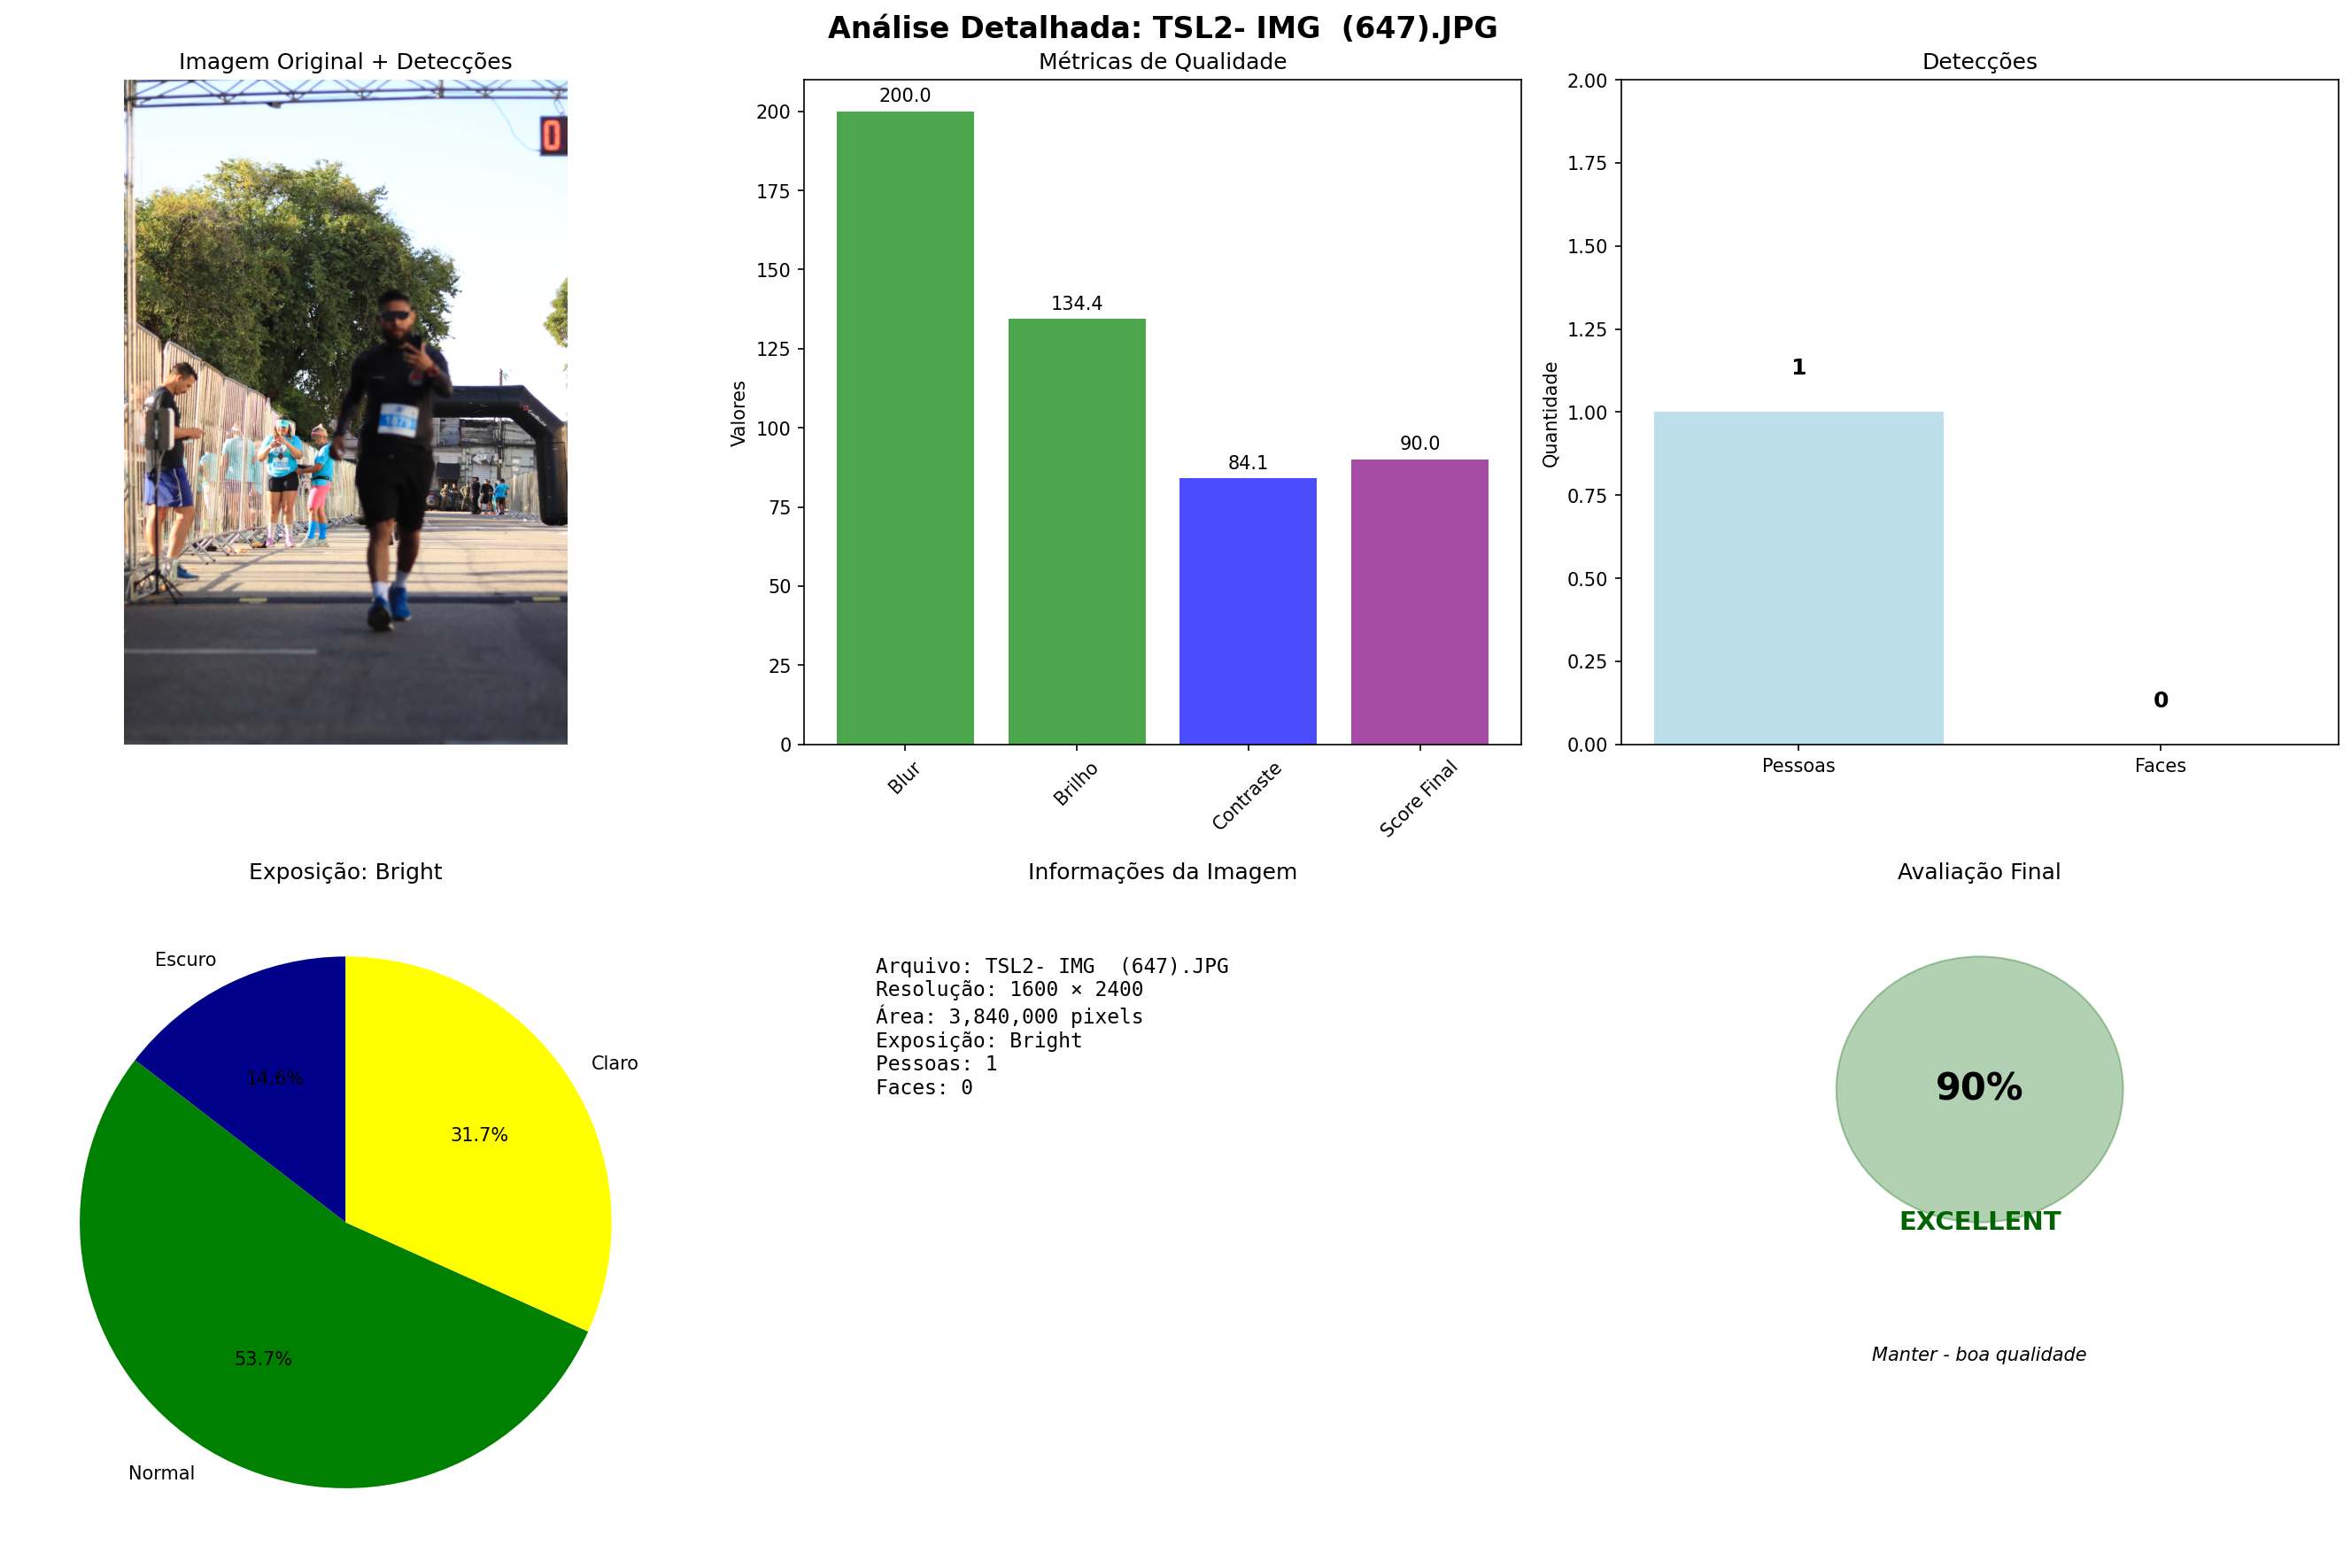 Análise Detalhada: TSL2- IMG  (647).JPG
Imagem Original + Detecções
0
Métricas de Qualidade
Valores
200
175
150
125
100
75
50
25
0
200.0
134.4
84.1
90.0
Blur
Brilho
Contraste
Score Final
Detecções
Quantidade
2.00
1.75
1.50
1.25
1.00
0.75
0.50
0.25
0.00
1
0
Pessoas
Faces
Exposição: Bright
Escuro
14.6%
Claro
31.7%
53.7%
Normal
Informações da Imagem
Arquivo: TSL2- IMG  (647).JPG
Resolução: 1600 × 2400
Área: 3,840,000 pixels
Exposição: Bright
Pessoas: 1
Faces: 0
Avaliação Final
90%
EXCELLENT
Manter - boa qualidade